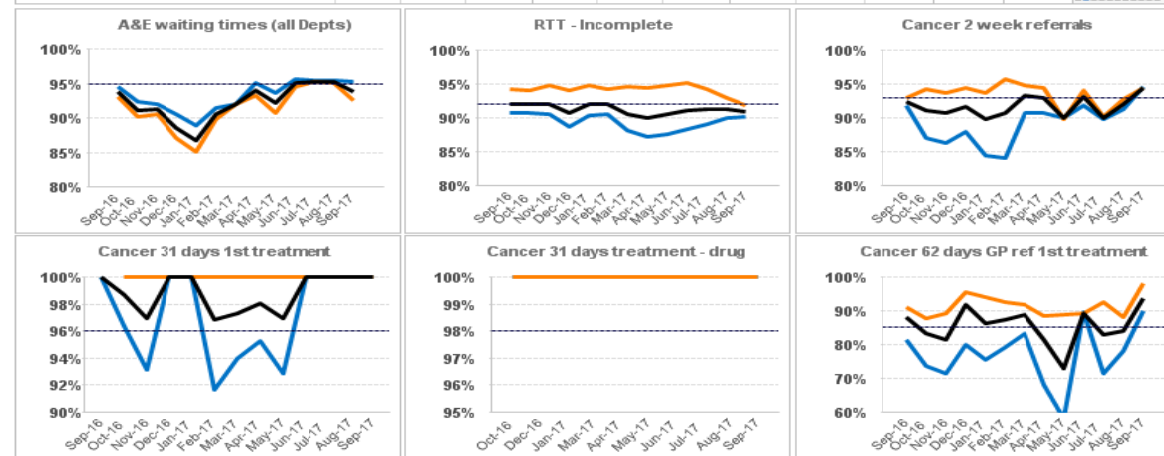 A&E waiting times (all Depts)
100%
95%
90%
85%
80%
Sep-16
Oct-16
Nov-16
Dec-16
Jan-17
Feb-17
Mar-17
Apr-17
May-17
Jun-17
Jul-17
Aug-17
Sep-17
RTT - Incomplete
100%
95%
90%
85%
80%
Sep-16
Oct-16
Nov-16
Dec-16
Jan-17
Feb-17
Mar-17
Apr-17
May-17
Jun-17
Jul-17
Aug-17
Sep-17
Cancer 2 week referrals
100%
95%
90%
85%
80%
Sep-16
Oct-16
Nov-16
Dec-16
Jan-17
Feb-17
Mar-17
Apr-17
May-17
Jun-17
Jul-17
Aug-17
Sep-17
Cancer 31 days 1st treatment
100%
98%
96%
94%
92%
90%
Sep-16
Oct-16
Nov-16
Dec-16
Jan-17
Feb-17
Mar-17
Apr-17
May-17
Jun-17
Jul-17
Aug-17
Sep-17
Cancer 31 days treatment - drug
100%
99%
98%
97%
96%
95%
Oct-16
Dec-16
Jan-17
Feb-17
Mar-17
Apr-17
May-17
Jun-17
Jul-17
Aug-17
Sep-17
Cancer 62 days GP ref 1st treatment
100%
90%
80%
70%
60%
Sep-16
Oct-16
Nov-16
Dec-16
Jan-17
Feb-17
Mar-17
Apr-17
May-17
Jun-17
Jul-17
Aug-17
Sep-17